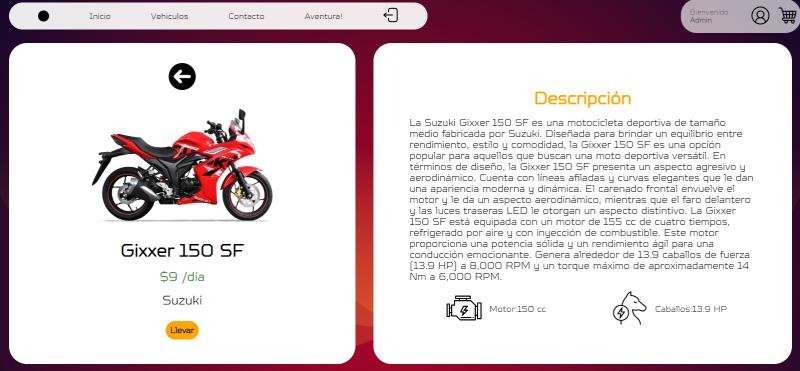 Inicio
Vehiculos
Contacto
Aventura!
Bienvenido
Admin
Gixxer 150 SF
$9 /día
Suzuki
Llevar
Descripción
La Suzuki Gixxer 150 SF es una motocicleta deportiva de tamaño
medio fabricada por Suzuki. Diseñada para brindar un equilibrio entre
rendimiento, estilo y comodidad, la Gixxer 150 SF es una opción
popular para aquellos que buscan una moto deportiva versátil. En
términos de diseño, la Gixxer 150 SF presenta un aspecto agresivo y
aerodinámico. Cuenta con líneas afiladas y curvas elegantes que le dan
una apariencia moderna y dinámica. El carenado frontal envuelve el
motor y le da un aspecto aerodinámico, mientras que el faro delantero
y las luces traseras LED le otorgan un aspecto distintivo. La Gixxer
150 SF está equipada con un motor de 155 cc de cuatro tiempos,
refrigerado por aire y con inyección de combustible. Este motor
proporciona una potencia sólida y un rendimiento ágil para una
conducción emocionante. Genera alrededor de 13.9 caballos de fuerza
(13.9 HP) a 8,000 RPM y un torque máximo de aproximadamente 14
Nm a 6,000 RPM.
Motor:150 cc
Caballos:13.9 HP